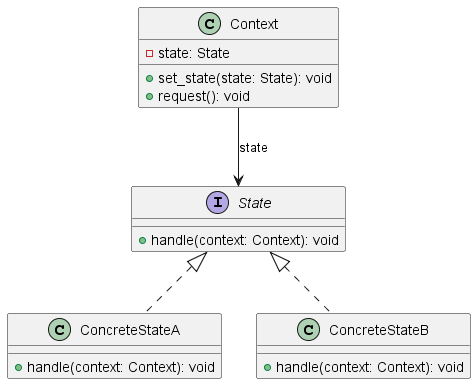 C Context
state: State
set_state(state: State): void
request(): void
state
I State
handle(context: Context): void
C ConcreteStateA
handle(context: Context): void
C ConcreteStateB
handle(context: Context): void